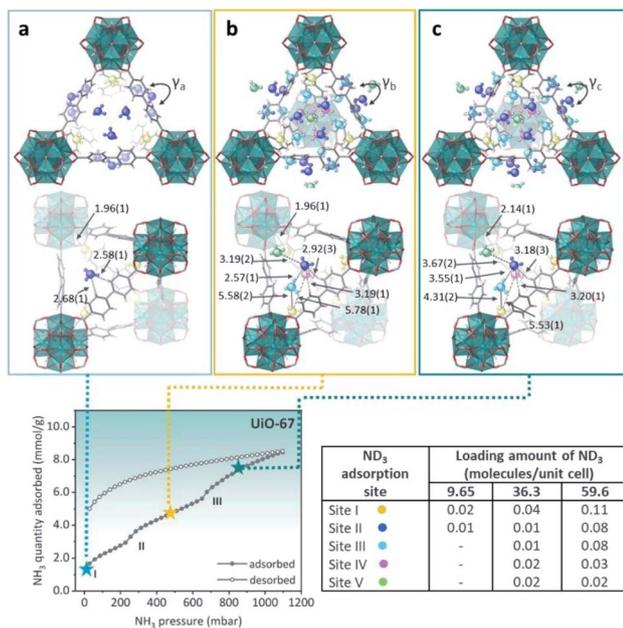 a
γa
b
γb
c
γc
1.96(1)
2.58(1)
2.68(1)
1.96(1)
2.92(3)
3.19(2)
2.57(1)
5.58(2)
3.19(1)
5.78(1)
2.14(1)
3.18(3)
3.67(2)
3.55(1)
4.31(2)
3.20(1)
5.53(1)
UiO-67
NH3 quantity adsorbed (mmol/g)
10.0
8.0
6.0
4.0
2.0
0.0
I
II
III
adsorbed
desorbed
0 200 400 600 800 1000 1200
NH3 pressure (mbar)
ND3 adsorption site
Loading amount of ND3 (molecules/unit cell)
9.65 36.3 59.6
Site I 0.02 0.04 0.11
Site II 0.01 0.01 0.08
Site III - 0.01 0.08
Site IV - 0.02 0.03
Site V - 0.02 0.02